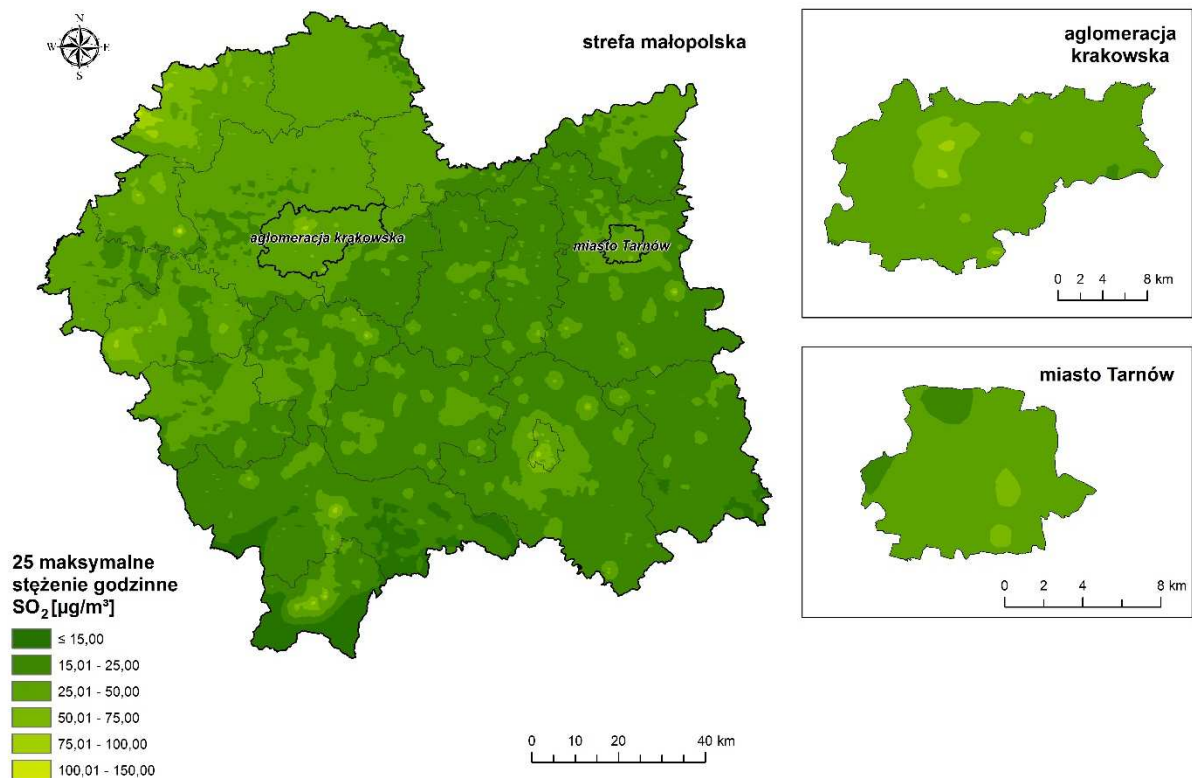 N
W E
S
strefa małopolska
aglomeracja krakowska
miasto Tarnów
25 maksymalne
stężenie godzinne
SO₂ [µg/m³]
≤ 15,00
15,01 - 25,00
25,01 - 50,00
50,01 - 75,00
75,01 - 100,00
100,01 - 150,00
0 10 20 40 km
aglomeracja
krakowska
0 2 4 8 km
miasto Tarnów
0 2 4 8 km